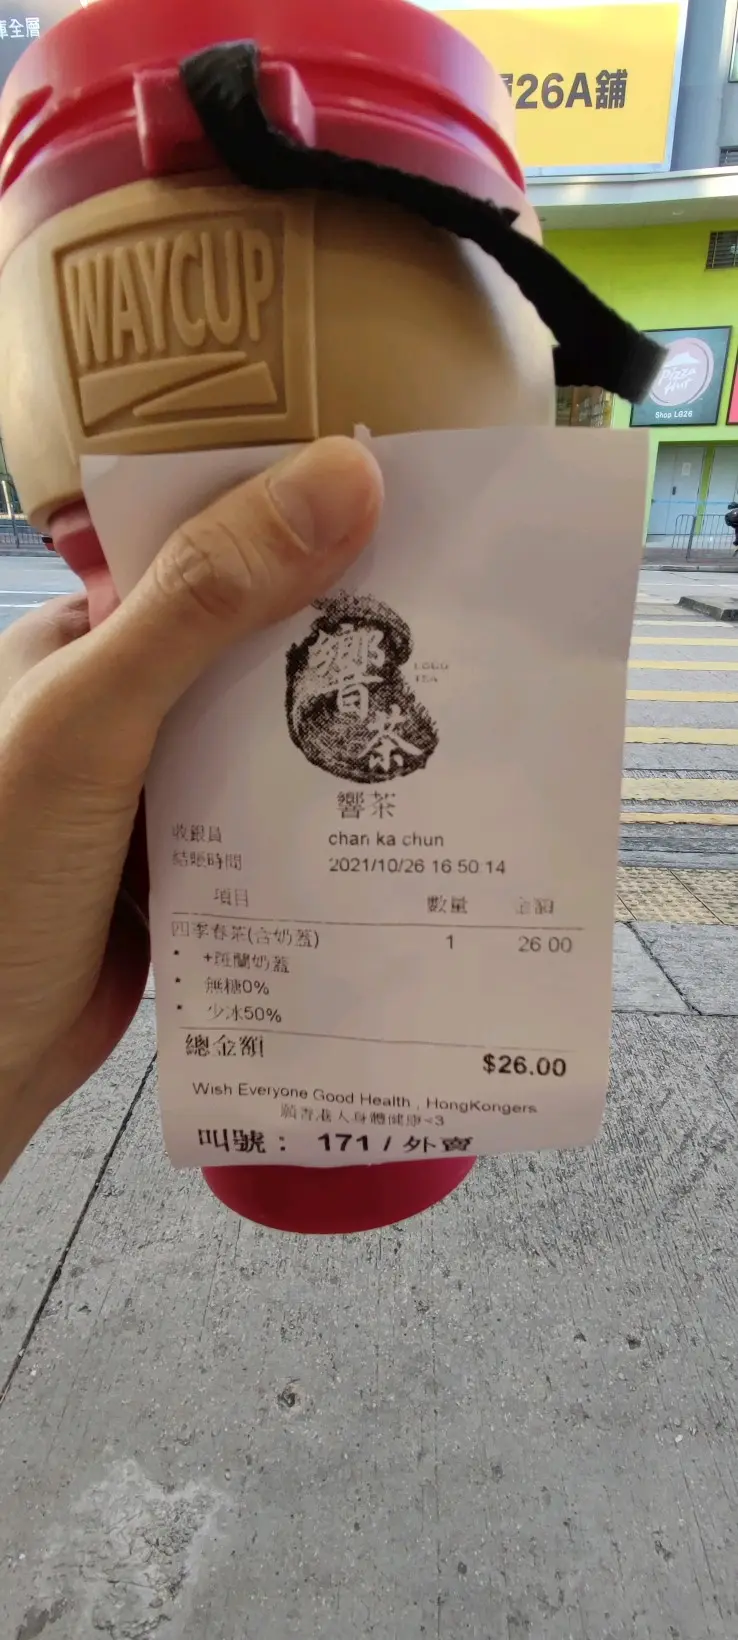 庫全層
26A舖
WAYCUP
Pizza
Hut
Shop LG26
響
茶
LONG
TEA
響茶
收銀員 chan ka chun
結賬時間 2021/10/26 16:50:14
項目 數量 金額
四季春茶(含奶蓋) 1 26.00
* +斑蘭奶蓋
* 無糖0%
* 少冰50%
總金額 $26.00
Wish Everyone Good Health , HongKongers
願香港人身體健康<3
叫號： 171 / 外賣